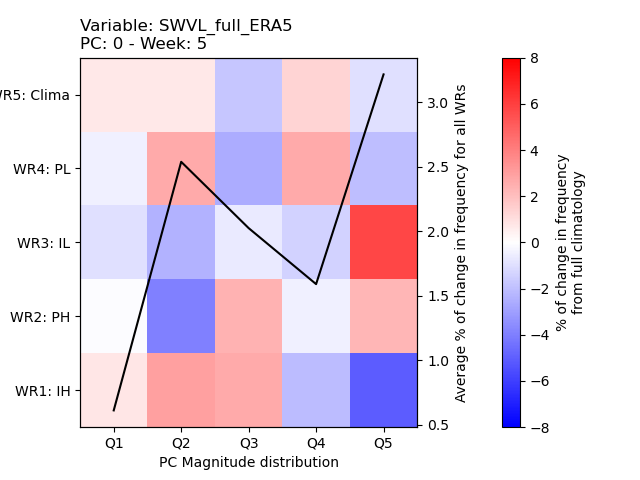 Variable: SWVL_full_ERA5
PC: 0 - Week: 5
WR5: Clima
WR4: PL
WR3: IL
WR2: PH
WR1: IH
Q1 Q2 Q3 Q4 Q5
PC Magnitude distribution
3.0
2.5
2.0
1.5
1.0
0.5
Average % of change in frequency for all WRs
8
6
4
2
0
−2
−4
−6
−8
% of change in frequency
from full climatology